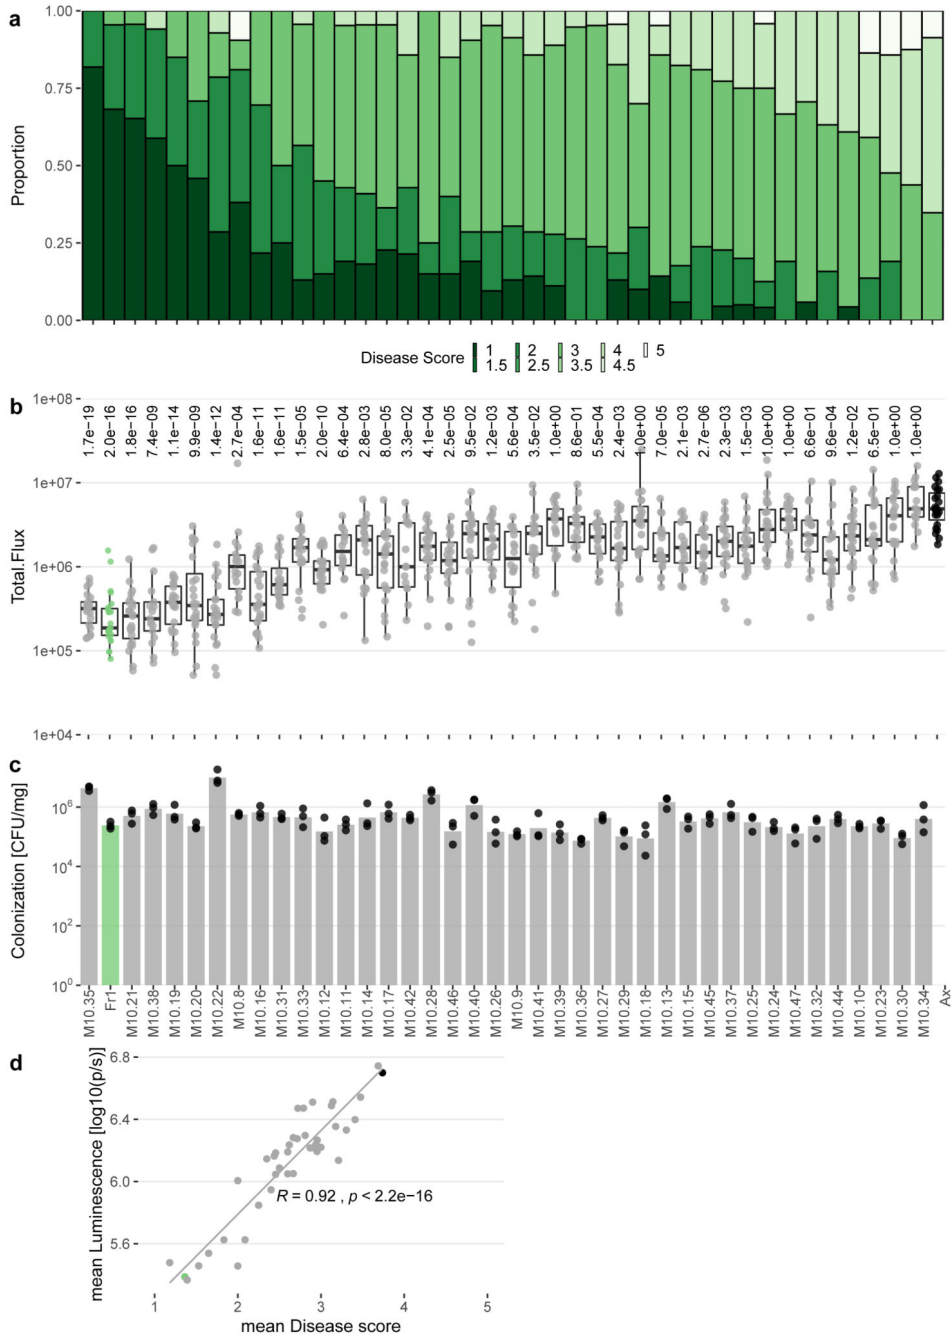 a
Proportion
1.00
0.75
0.50
0.25
0.00
Disease Score
1
2
3
4
5
1.5
2.5
3.5
4.5
b
Total.Flux
1e+08
1e+07
1e+06
1e+05
1e+04
1.7e−19
2.0e−16
1.8e−16
7.4e−09
1.1e−14
9.9e−09
1.4e−12
2.7e−04
1.6e−11
1.6e−11
1.5e−05
2.0e−10
6.4e−04
2.8e−03
8.0e−05
3.3e−02
4.1e−04
2.5e−05
9.5e−02
1.2e−03
5.6e−04
3.5e−02
1.0e+00
8.6e−01
5.5e−04
2.4e−03
1.0e+00
7.0e−05
2.1e−03
2.7e−06
2.3e−03
1.5e−03
1.0e+00
1.0e+00
6.6e−01
9.6e−04
1.2e−02
6.5e−01
1.0e+00
1.0e+00
c
Colonization [CFU/mg]
10⁶
10⁴
10²
10⁰
M10.35
Fr1
M10.21
M10.38
M10.19
M10.20
M10.22
M10.8
M10.16
M10.31
M10.33
M10.12
M10.11
M10.14
M10.17
M10.42
M10.28
M10.46
M10.40
M10.26
M10.9
M10.41
M10.39
M10.36
M10.27
M10.29
M10.18
M10.13
M10.15
M10.45
M10.37
M10.25
M10.24
M10.47
M10.32
M10.44
M10.10
M10.23
M10.30
M10.34
Ax
d
mean Luminescence [log10(p/s)]
6.8
6.4
6.0
5.6
R = 0.92 , p < 2.2e−16
1
2
3
4
5
mean Disease score